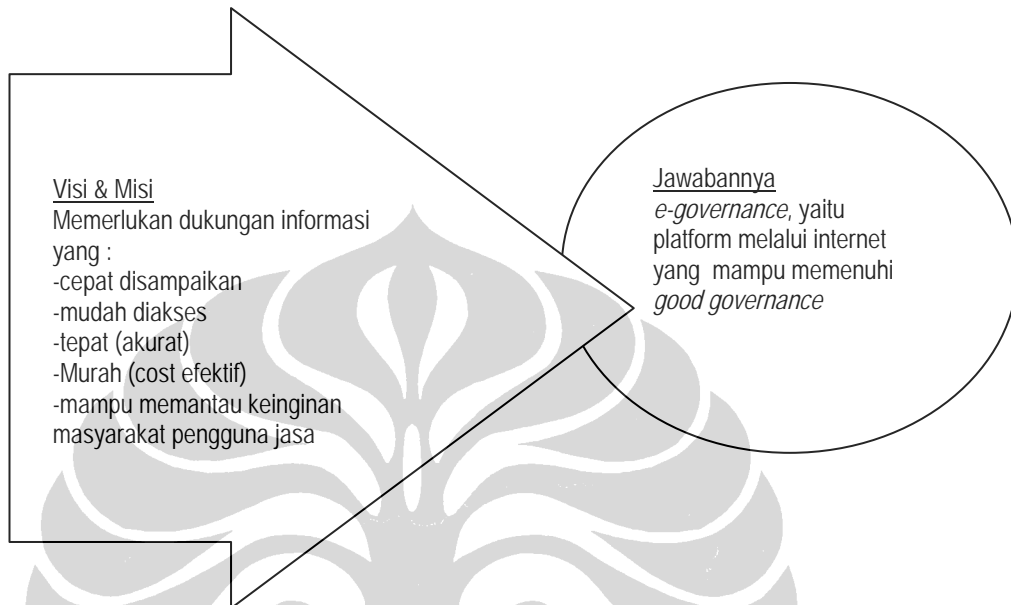 Visi & Misi
Memerlukan dukungan informasi
yang :
-cepat disampaikan
-mudah diakses
-tepat (akurat)
-Murah (cost efektif)
-mampu memantau keinginan
masyarakat pengguna jasa
Jawabannya
e-governance, yaitu
platform melalui internet
yang mampu memenuhi
good governance